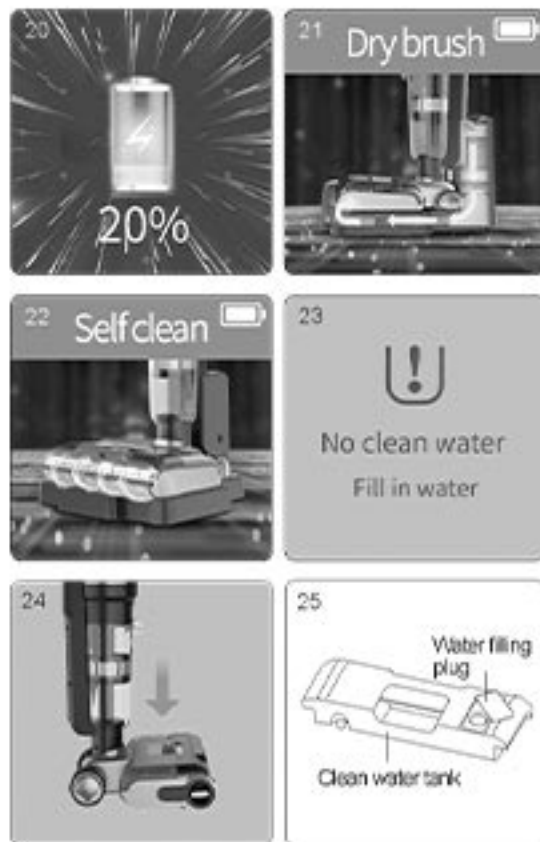 20
20%
21
Dry brush
22
Self clean
23
No clean water
Fill in water
24
25
Water filling
plug
Clean water tank